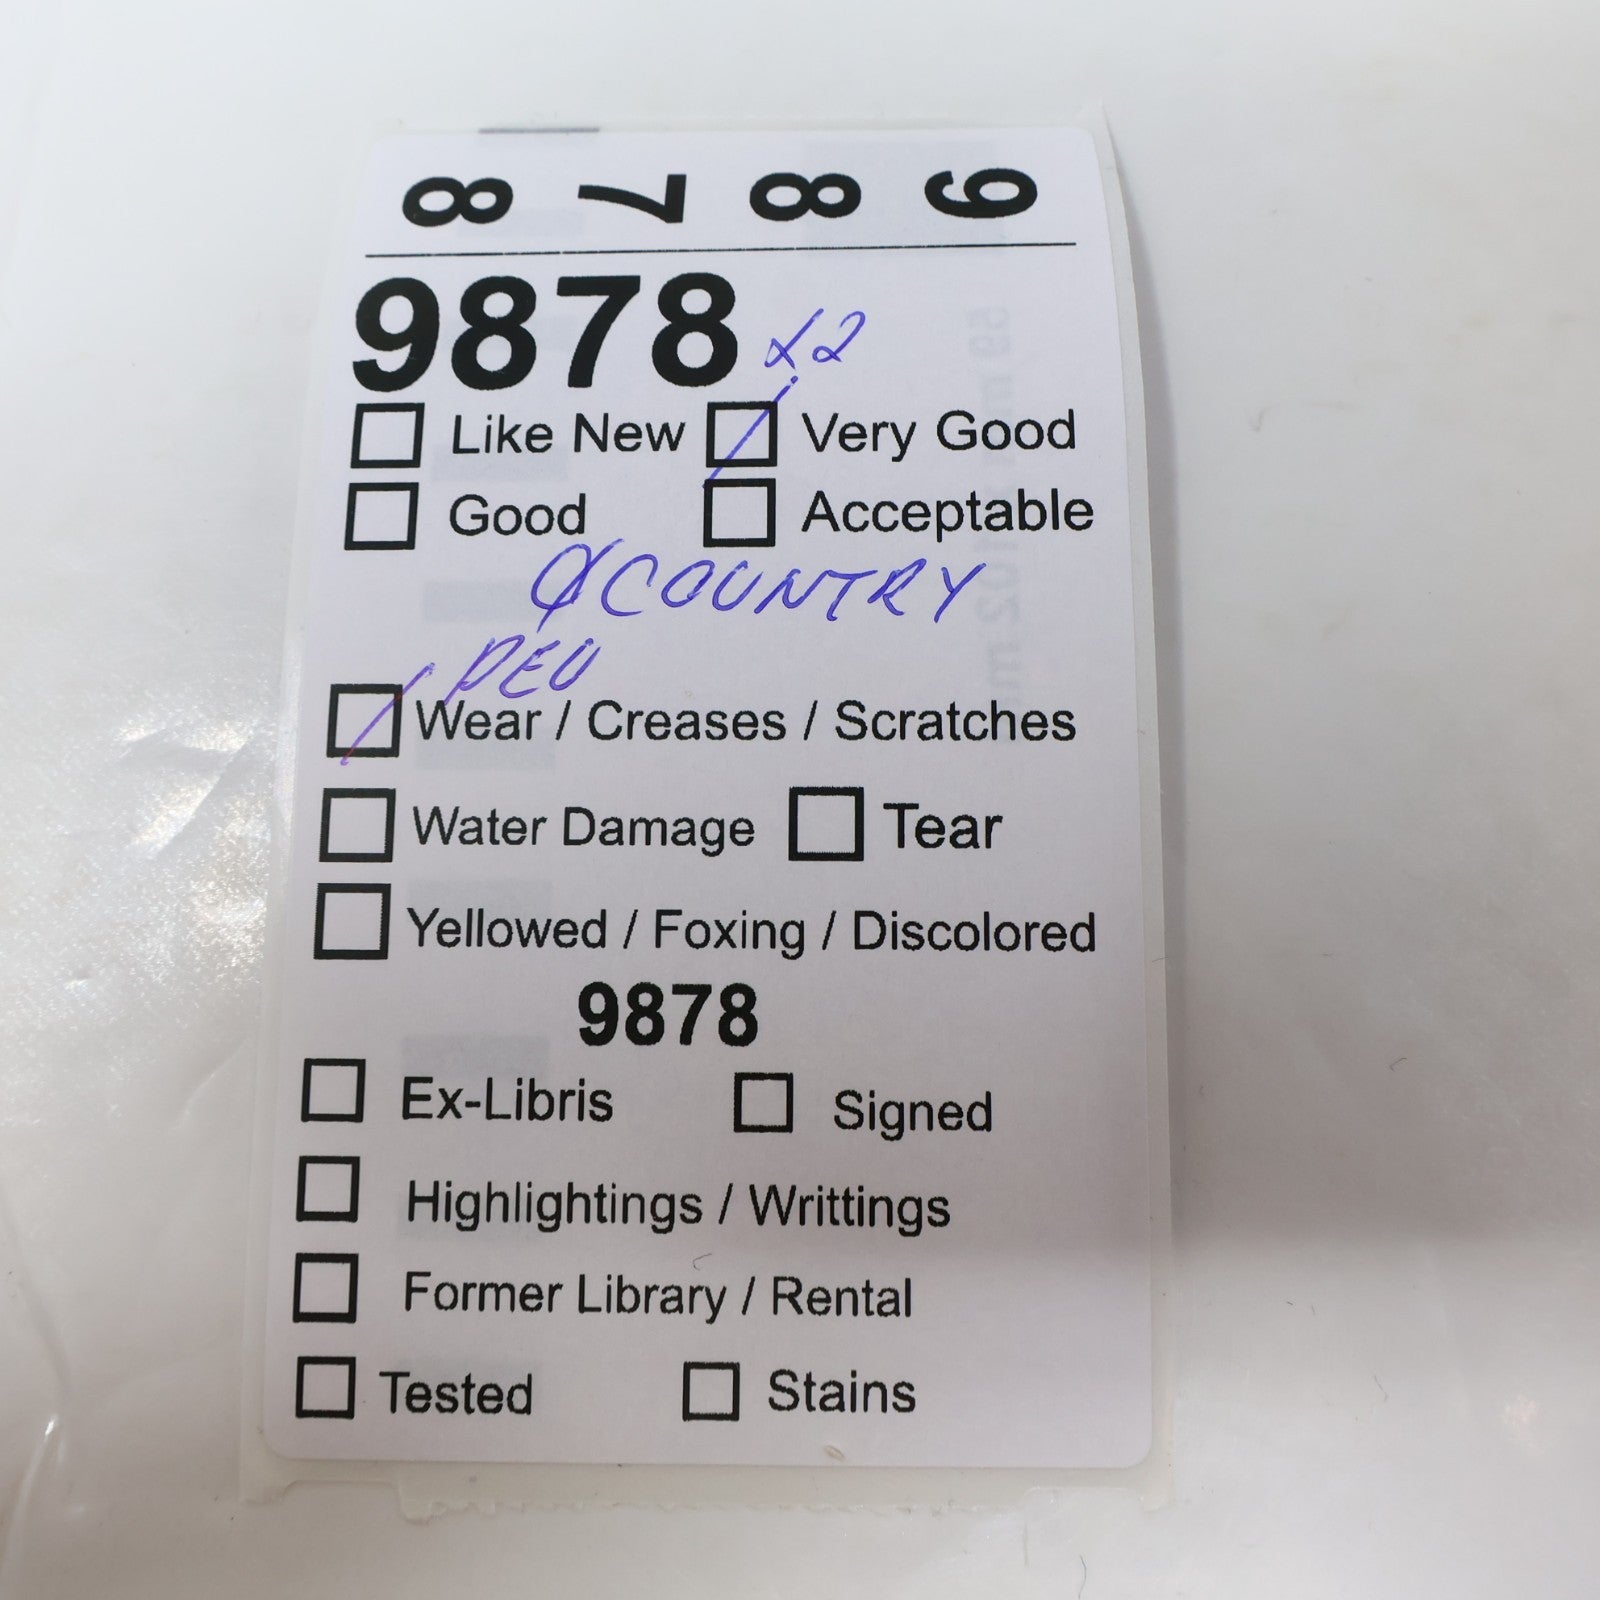 8 7 8 9
9878 x2
Like New Very Good
Good Acceptable
COUNTRY
PEU
Wear / Creases / Scratches
Water Damage Tear
Yellowed / Foxing / Discolored
9878
Ex-Libris Signed
Highlightings / Writtings
Former Library / Rental
Tested Stains